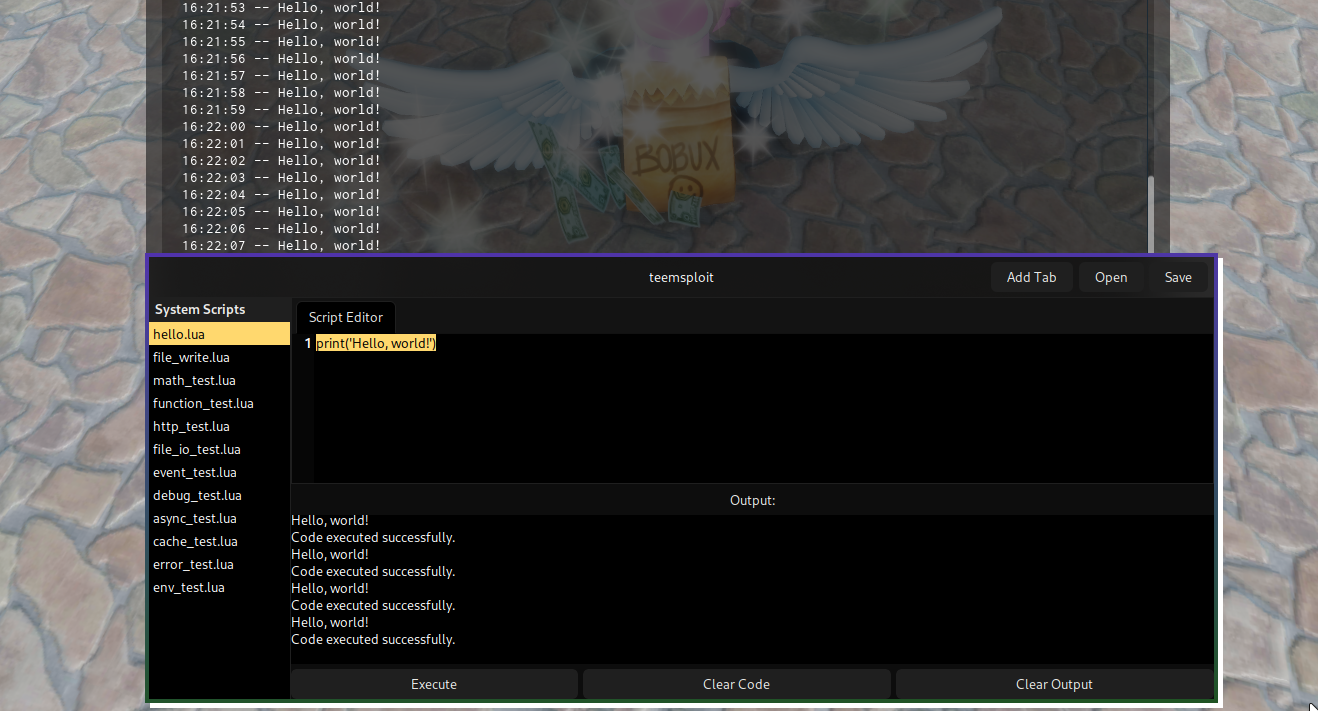 16:21:53 -- Hello, world!
16:21:54 -- Hello, world!
16:21:55 -- Hello, world!
16:21:56 -- Hello, world!
16:21:57 -- Hello, world!
16:21:58 -- Hello, world!
16:21:59 -- Hello, world!
16:22:00 -- Hello, world!
16:22:01 -- Hello, world!
16:22:02 -- Hello, world!
16:22:03 -- Hello, world!
16:22:04 -- Hello, world!
16:22:05 -- Hello, world!
16:22:06 -- Hello, world!
16:22:07 -- Hello, world!
BOBUX
teemsploit
Add Tab
Open
Save
System Scripts
hello.lua
file_write.lua
math_test.lua
function_test.lua
http_test.lua
file_io_test.lua
event_test.lua
debug_test.lua
async_test.lua
cache_test.lua
error_test.lua
env_test.lua
Script Editor
1 print('Hello, world!')
Output:
Hello, world!
Code executed successfully.
Hello, world!
Code executed successfully.
Hello, world!
Code executed successfully.
Hello, world!
Code executed successfully.
Execute
Clear Code
Clear Output